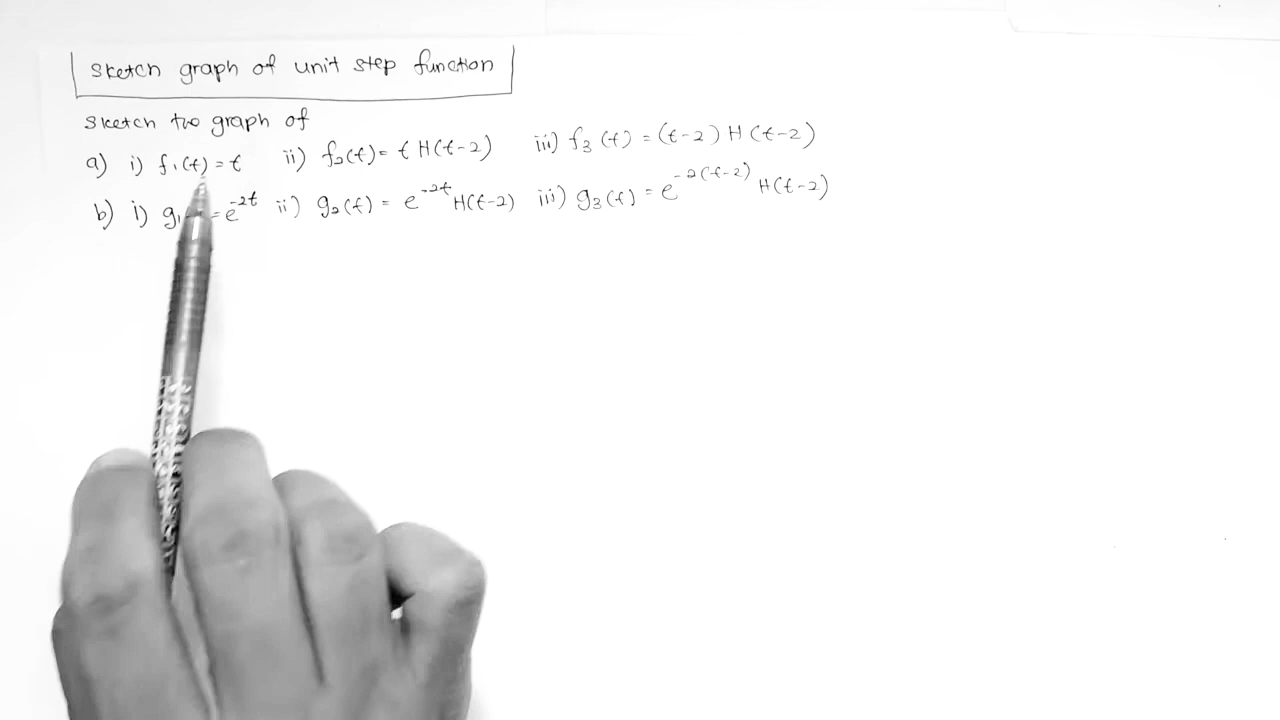 Sketch graph of unit step function
Sketch the graph of
a) i) f₁(t) = t ii) f₂(t) = t H(t-2) iii) f₃(t) = (t-2) H(t-2)
b) i) g₁ = e⁻²ᵗ ii) g₂(t) = e⁻²ᵗ H(t-2) iii) g₃(t) = e^-2(t-2) H(t-2)